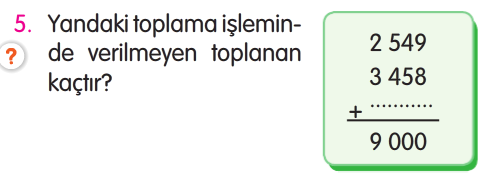 5. Yandaki toplama işlemin-
? de verilmeyen toplanan
kaçtır?
2 549
3 458
+ ...........
9 000